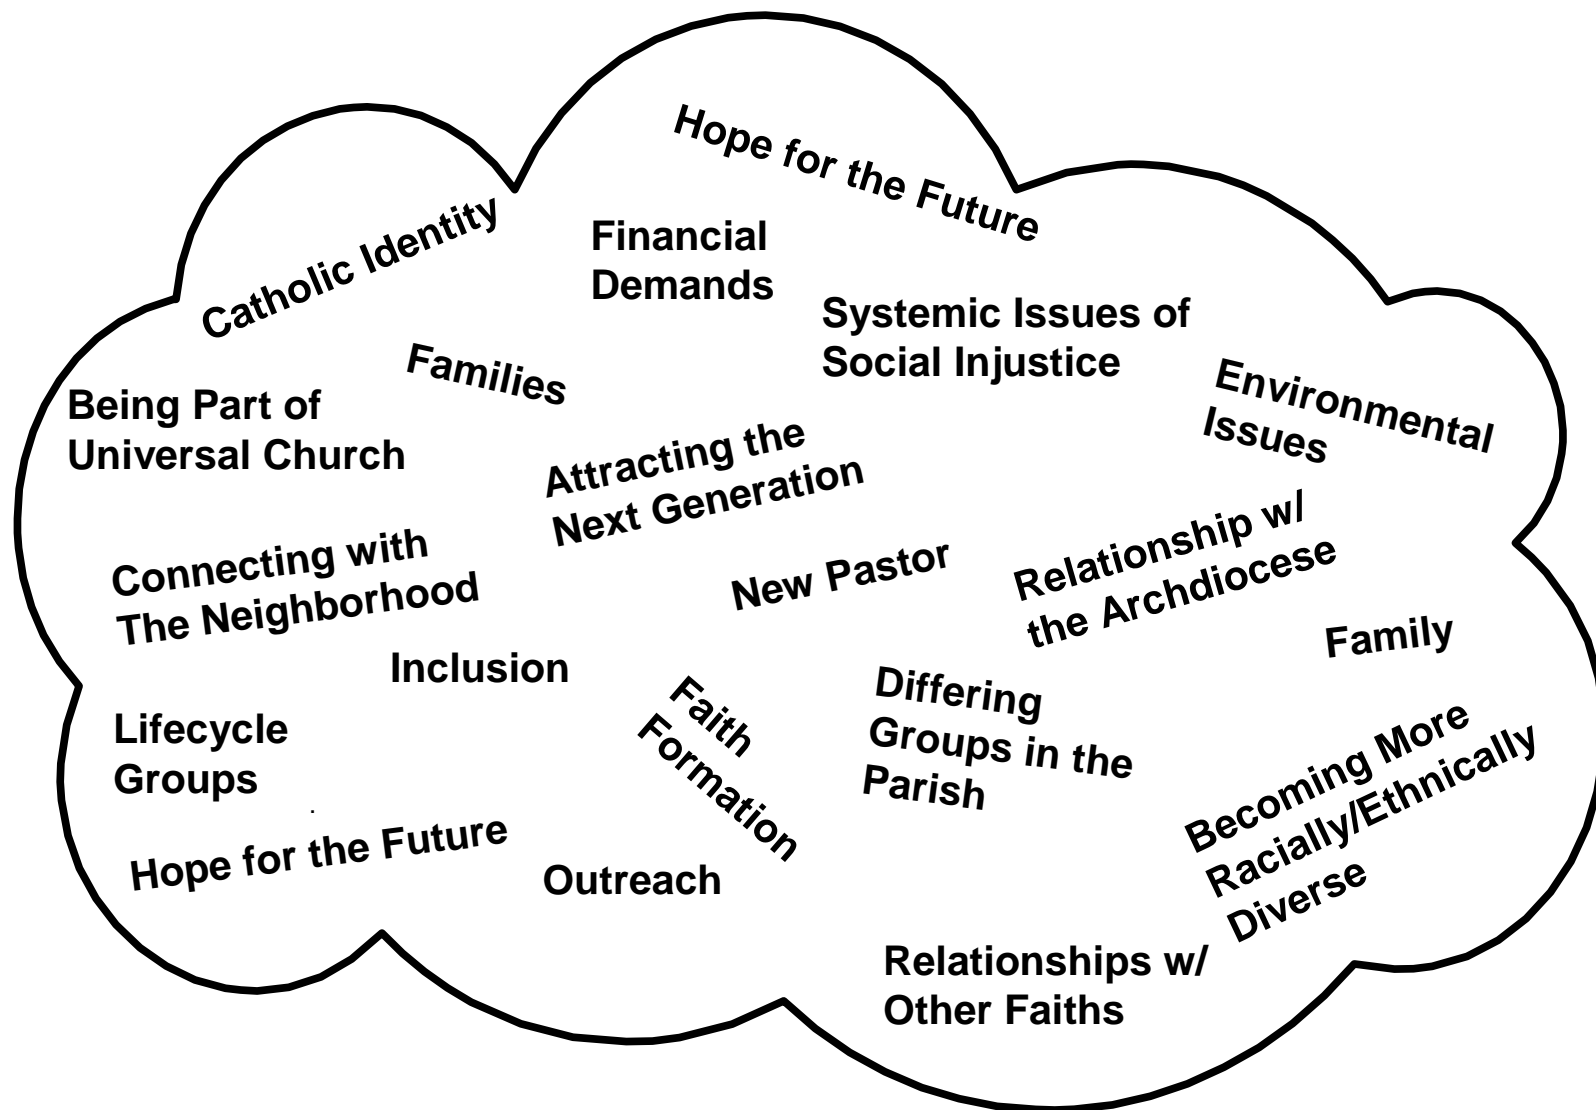 Hope for the Future
Catholic Identity
Financial
Demands
Systemic Issues of
Social Injustice
Families
Environmental
Issues
Being Part of
Universal Church
Attracting the
Next Generation
Connecting with
The Neighborhood
New Pastor
Relationship w/
the Archdiocese
Family
Inclusion
Faith
Formation
Differing
Groups in the
Parish
Lifecycle
Groups
Becoming More
Racially/Ethnically
Diverse
Hope for the Future
Outreach
Relationships w/
Other Faiths